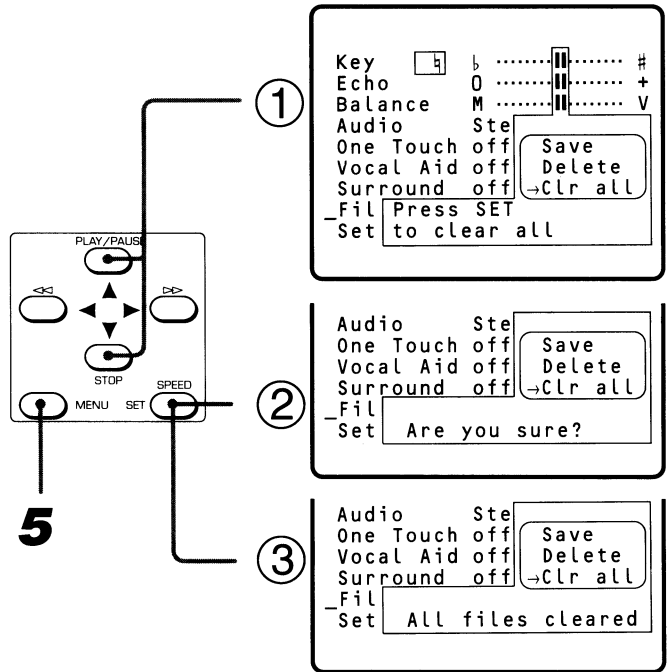 ①
Key ♮ ♭ ········▮▮········ ♯
Echo O ········▮▮········ +
Balance M ········▮▮········ V
Audio Ste
One Touch off Save
Vocal Aid off Delete
Surround off →Clr all
_Fil Press SET
Set to clear all
PLAY/PAUSE
STOP
MENU SET SPEED
5
②
Audio Ste
One Touch off Save
Vocal Aid off Delete
Surround off →Clr all
_Fil
Set Are you sure?
③
Audio Ste
One Touch off Save
Vocal Aid off Delete
Surround off →Clr all
_Fil
Set All files cleared